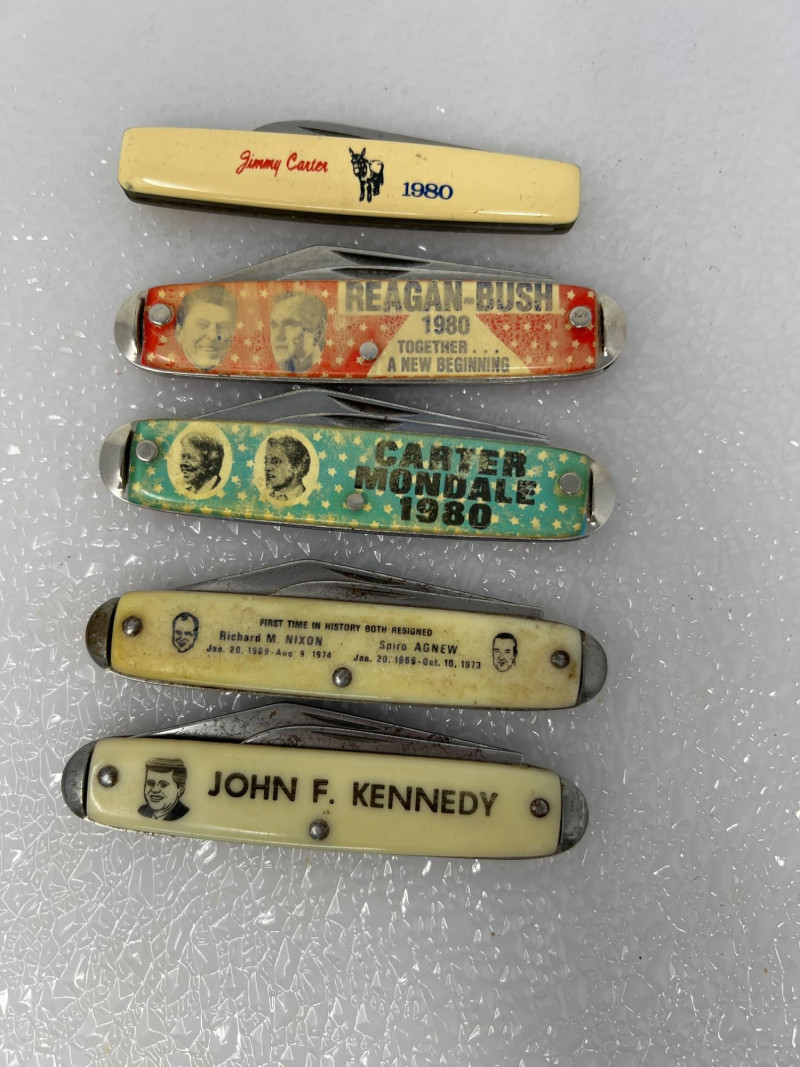 Jimmy Carter 1980
REAGAN-BUSH
1980
TOGETHER...
A NEW BEGINNING
CARTER
MONDALE
1980
FIRST TIME IN HISTORY BOTH RESIGNED
Richard M. NIXON
Jan. 20, 1969-Aug. 9 1974
Spiro AGNEW
Jan. 20, 1969-Oct. 10, 1973
JOHN F. KENNEDY